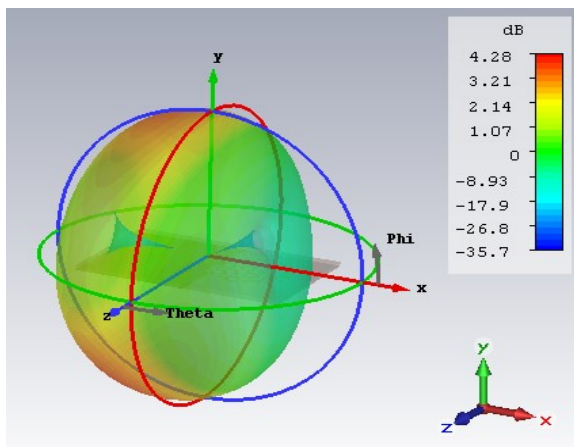 dB
4.28
3.21
2.14
1.07
0
-8.93
-17.9
-26.8
-35.7
y
Phi
x
z
Theta
y
z
x